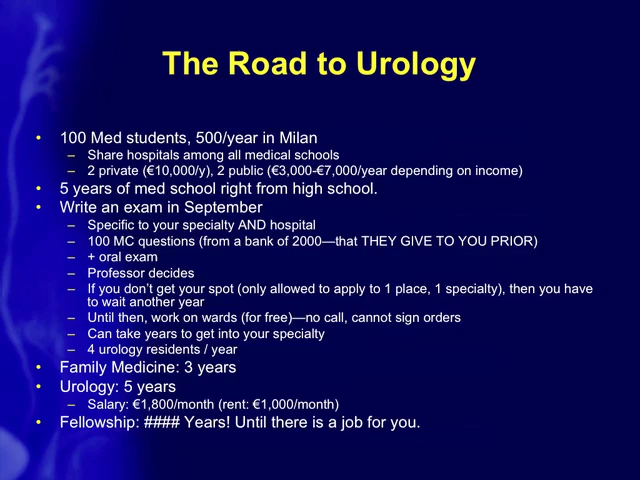 The Road to Urology
• 100 Med students, 500/year in Milan
– Share hospitals among all medical schools
– 2 private (€10,000/y), 2 public (€3,000-€7,000/year depending on income)
• 5 years of med school right from high school.
• Write an exam in September
– Specific to your specialty AND hospital
– 100 MC questions (from a bank of 2000—that THEY GIVE TO YOU PRIOR)
– + oral exam
– Professor decides
– If you don't get your spot (only allowed to apply to 1 place, 1 specialty), then you have
to wait another year
– Until then, work on wards (for free)—no call, cannot sign orders
– Can take years to get into your specialty
– 4 urology residents / year
• Family Medicine: 3 years
• Urology: 5 years
– Salary: €1,800/month (rent: €1,000/month)
• Fellowship: #### Years! Until there is a job for you.